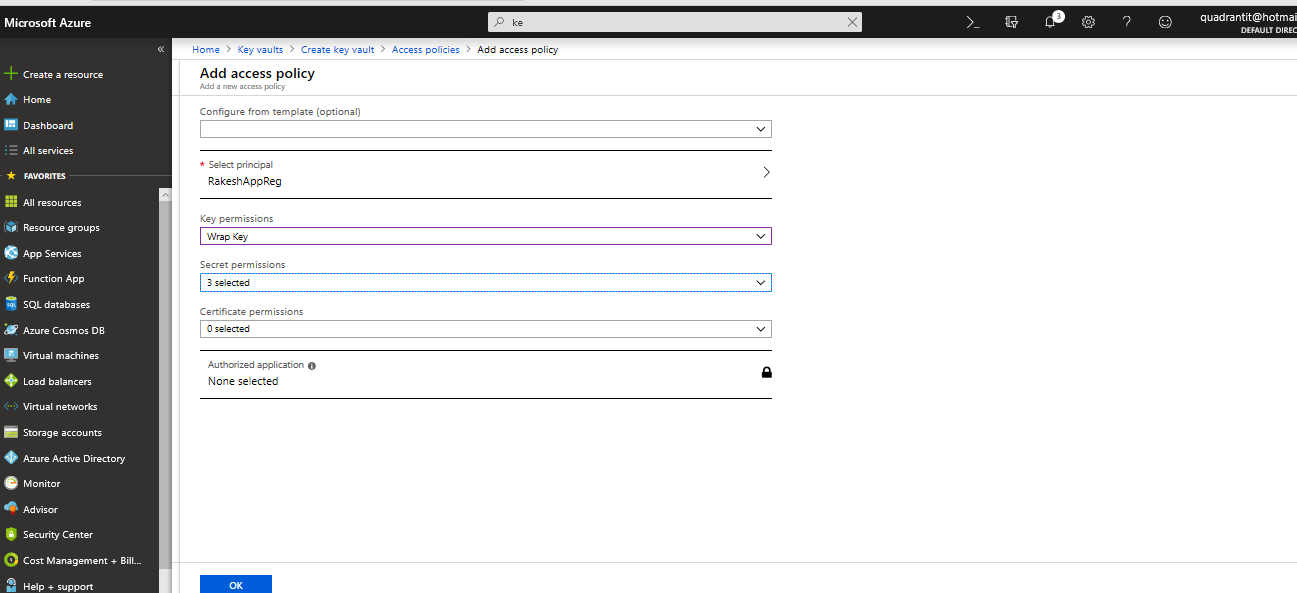 Microsoft Azure
ke
3
quadrantit@hotmai
DEFAULT DIREC
Home > Key vaults > Create key vault > Access policies > Add access policy
«
Create a resource
Home
Dashboard
All services
FAVORITES
All resources
Resource groups
App Services
Function App
SQL databases
Azure Cosmos DB
Virtual machines
Load balancers
Virtual networks
Storage accounts
Azure Active Directory
Monitor
Advisor
Security Center
Cost Management + Bill...
Help + support
Add access policy
Add a new access policy
Configure from template (optional)
* Select principal
RakeshAppReg
Key permissions
Wrap Key
Secret permissions
3 selected
Certificate permissions
0 selected
Authorized application
None selected
OK